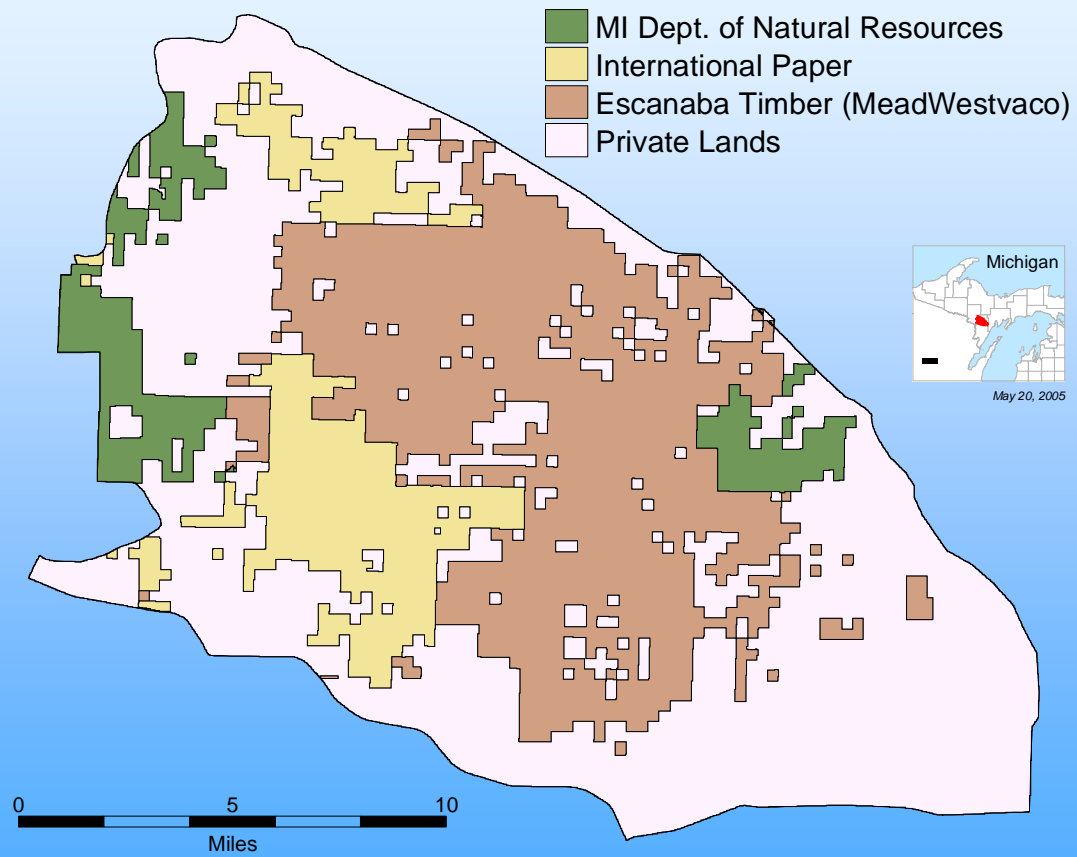 MI Dept. of Natural Resources
International Paper
Escanaba Timber (MeadWestvaco)
Private Lands
Michigan
May 20, 2005
0 5 10
Miles